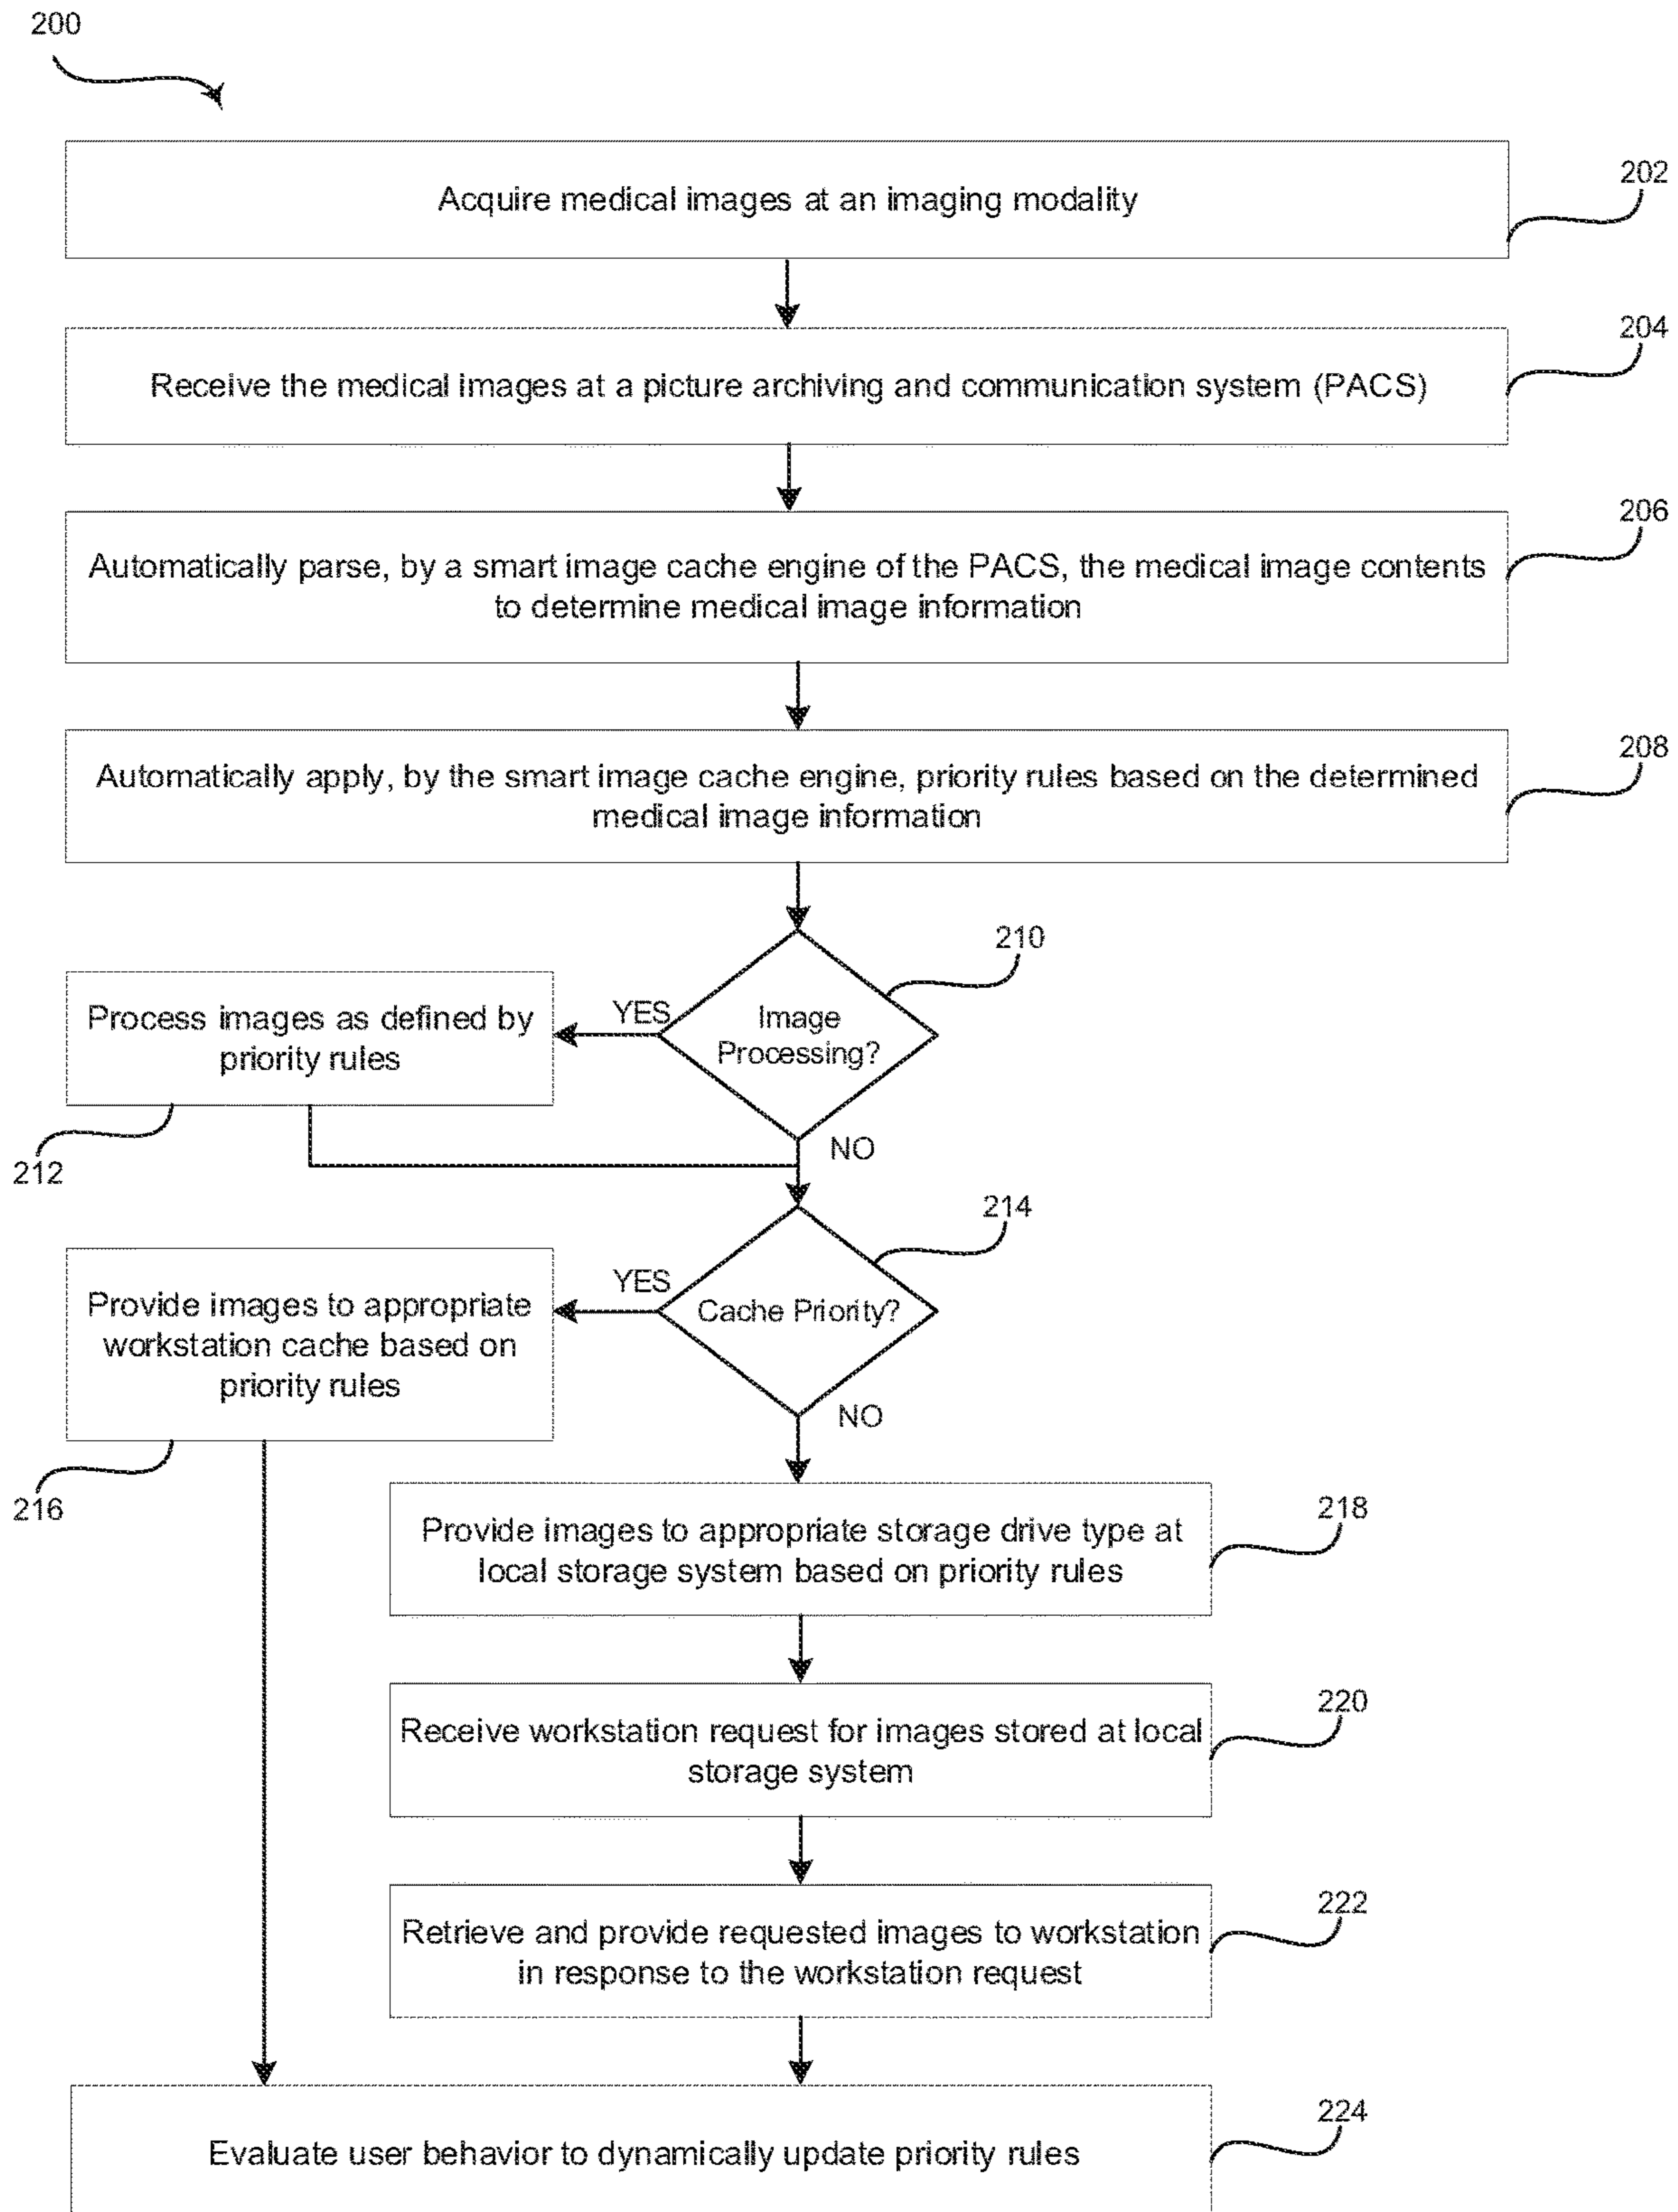 200
Acquire medical images at an imaging modality
202
204
Receive the medical images at a picture archiving and communication system (PACS)
206
Automatically parse, by a smart image cache engine of the PACS, the medical image contents
to determine medical image information
208
Automatically apply, by the smart image cache engine, priority rules based on the determined
medical image information
210
Process images as defined by
priority rules
YES
Image
Processing?
NO
212
214
Provide images to appropriate
workstation cache based on
priority rules
YES
Cache Priority?
NO
216
218
Provide images to appropriate storage drive type at
local storage system based on priority rules
220
Receive workstation request for images stored at local
storage system
222
Retrieve and provide requested images to workstation
in response to the workstation request
224
Evaluate user behavior to dynamically update priority rules